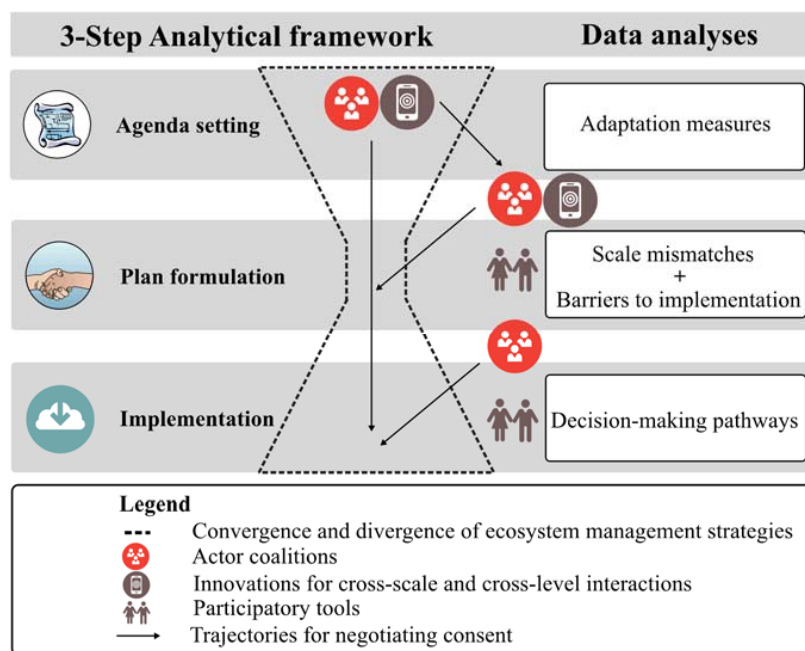 3-Step Analytical framework
Data analyses
Agenda setting
Adaptation measures
Plan formulation
Scale mismatches
+
Barriers to implementation
Implementation
Decision-making pathways
Legend
Convergence and divergence of ecosystem management strategies
Actor coalitions
Innovations for cross-scale and cross-level interactions
Participatory tools
Trajectories for negotiating consent